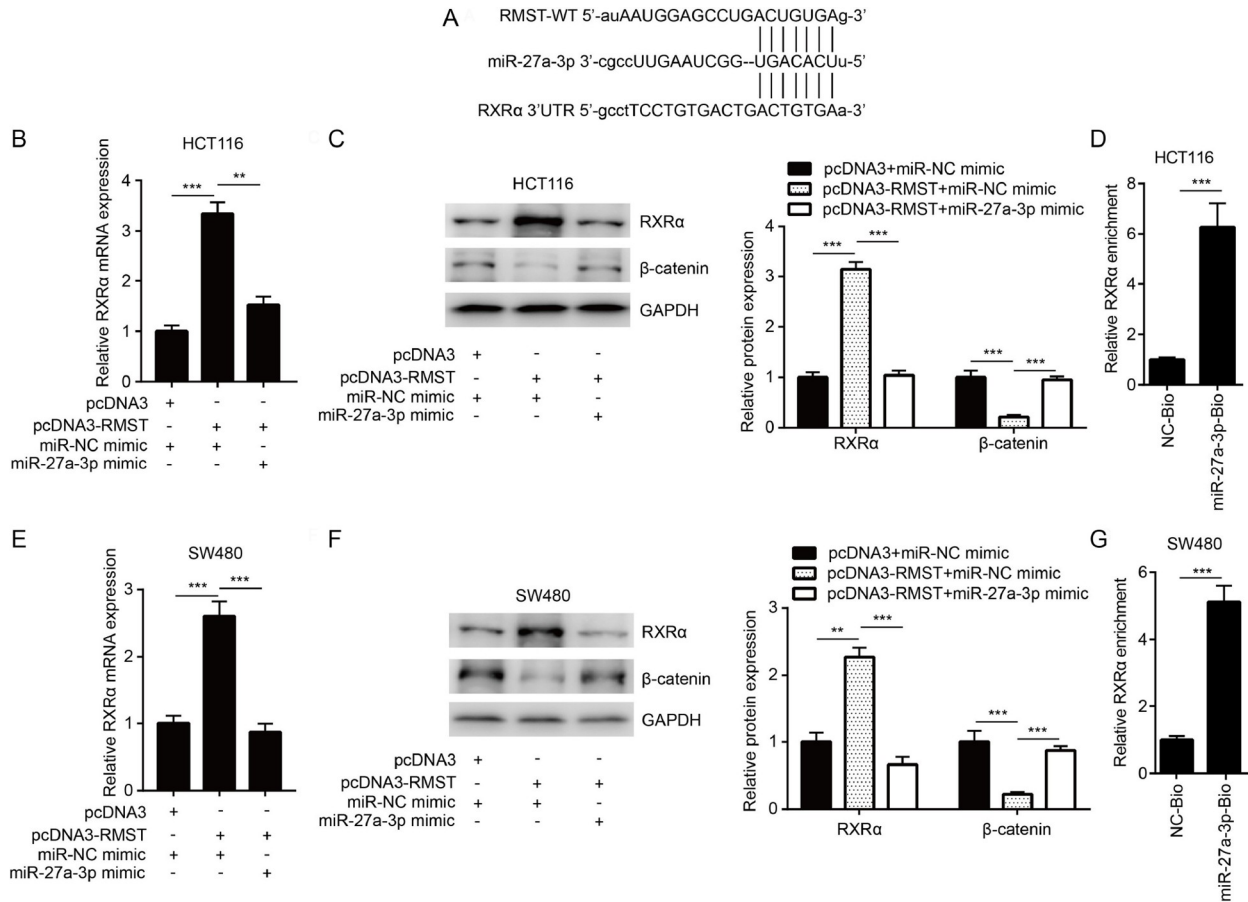 A
RMST-WT 5'-auAAUGGAGCCUGACUGUGAg-3'
miR-27a-3p 3'-cgccUUGAAUCGG--UGACACUu-5'
RXRα 3'UTR 5'-gcctTCCTGTGACTGACTGTGAa-3'
B
HCT116
Relative RXRα mRNA expression
4
3
2
1
0
***
**
pcDNA3 + - -
pcDNA3-RMST - + +
miR-NC mimic + + -
miR-27a-3p mimic - - +
C
HCT116
RXRα
β-catenin
GAPDH
pcDNA3 + - -
pcDNA3-RMST - + +
miR-NC mimic + + -
miR-27a-3p mimic - - +
pcDNA3+miR-NC mimic
pcDNA3-RMST+miR-NC mimic
pcDNA3-RMST+miR-27a-3p mimic
Relative protein expression
4
3
2
1
0
*** ***
*** ***
RXRα β-catenin
D
HCT116
Relative RXRα enrichment
8
6
4
2
0
***
NC-Bio
miR-27a-3p-Bio
E
SW480
Relative RXRα mRNA expression
3
2
1
0
*** ***
pcDNA3 + - -
pcDNA3-RMST - + +
miR-NC mimic + + -
miR-27a-3p mimic - - +
F
SW480
RXRα
β-catenin
GAPDH
pcDNA3 + - -
pcDNA3-RMST - + +
miR-NC mimic + + -
miR-27a-3p mimic - - +
pcDNA3+miR-NC mimic
pcDNA3-RMST+miR-NC mimic
pcDNA3-RMST+miR-27a-3p mimic
Relative protein expression
3
2
1
0
** ***
*** ***
RXRα β-catenin
G
SW480
Relative RXRα enrichment
6
4
2
0
***
NC-Bio
miR-27a-3p-Bio